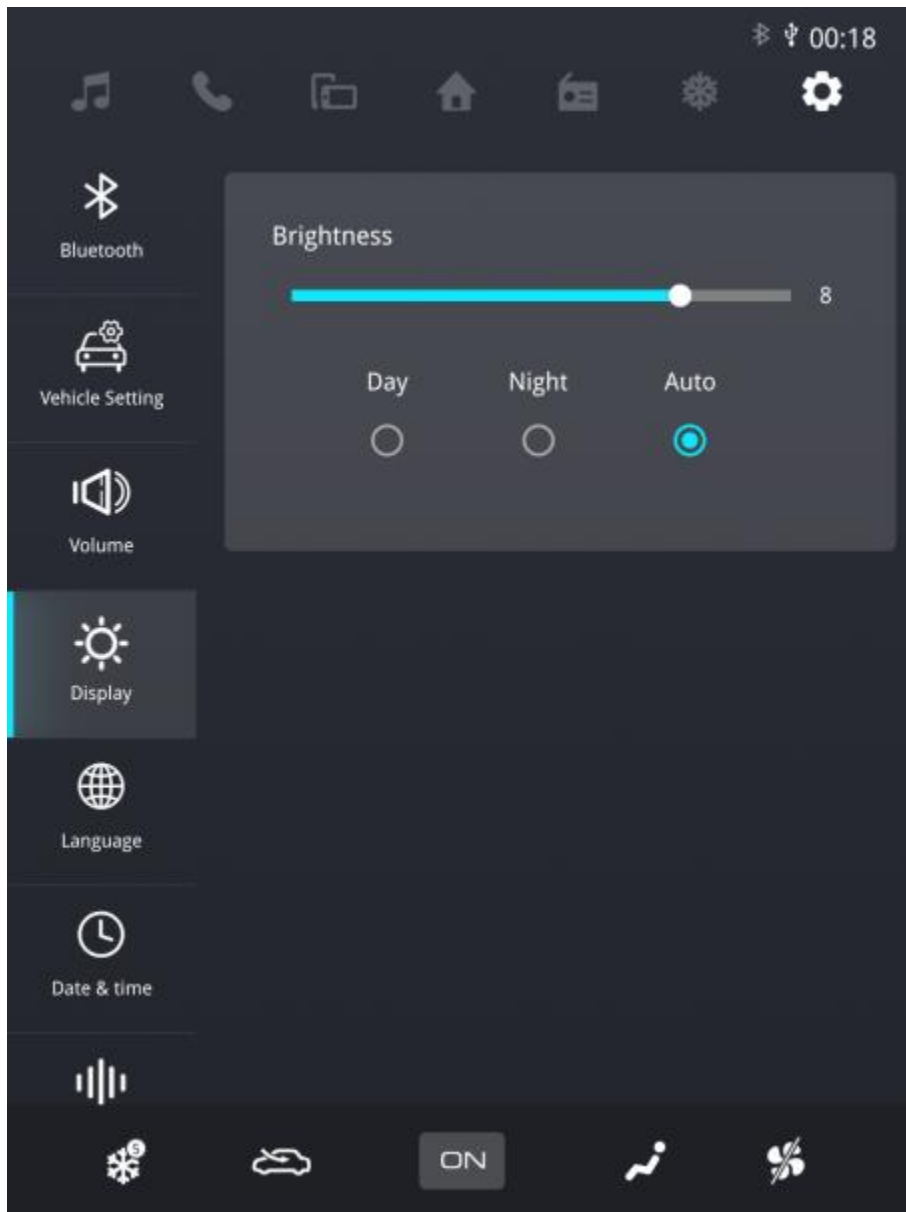 00:18
Bluetooth
Brightness
8
Vehicle Setting
Day Night Auto
Volume
Display
Language
Date & time
S
ON